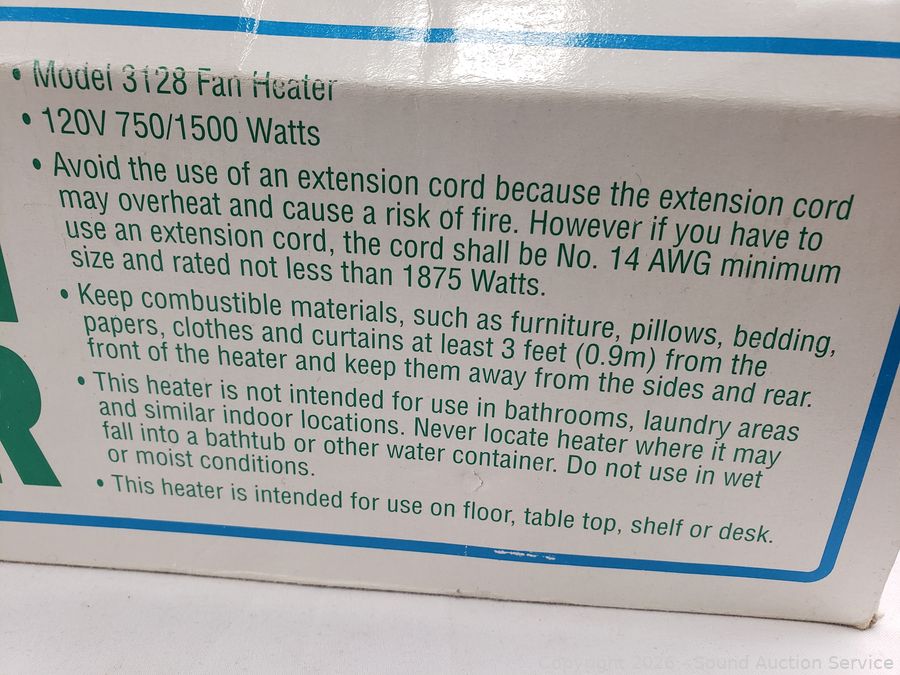 • Model 3128 Fan Heater
• 120V 750/1500 Watts
• Avoid the use of an extension cord because the extension cord
may overheat and cause a risk of fire. However if you have to
use an extension cord, the cord shall be No. 14 AWG minimum
size and rated not less than 1875 Watts.
• Keep combustible materials, such as furniture, pillows, bedding,
papers, clothes and curtains at least 3 feet (0.9m) from the
front of the heater and keep them away from the sides and rear.
• This heater is not intended for use in bathrooms, laundry areas
and similar indoor locations. Never locate heater where it may
fall into a bathtub or other water container. Do not use in wet
or moist conditions.
• This heater is intended for use on floor, table top, shelf or desk.
R
Copyright 2026 - Sound Auction Service